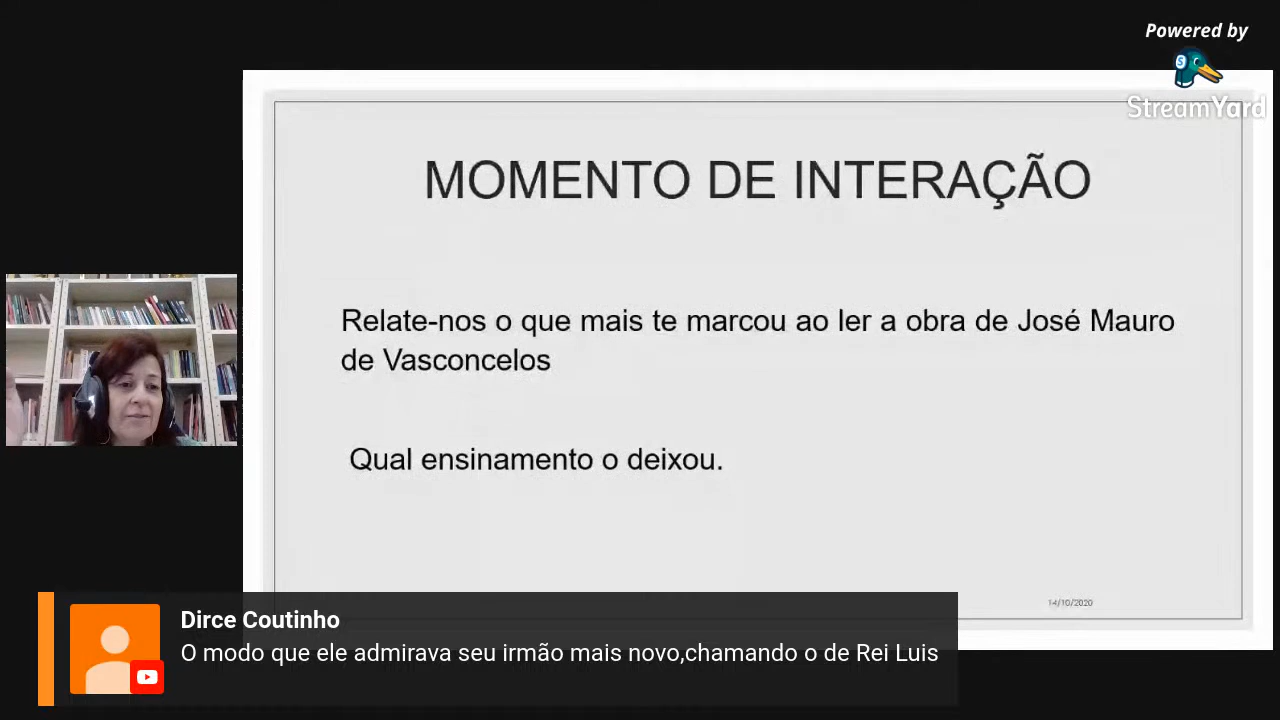 Powered by
StreamYard
MOMENTO DE INTERAÇÃO
Relate-nos o que mais te marcou ao ler a obra de José Mauro
de Vasconcelos
Qual ensinamento o deixou.
14/10/2020
Dirce Coutinho
O modo que ele admirava seu irmão mais novo,chamando o de Rei Luis